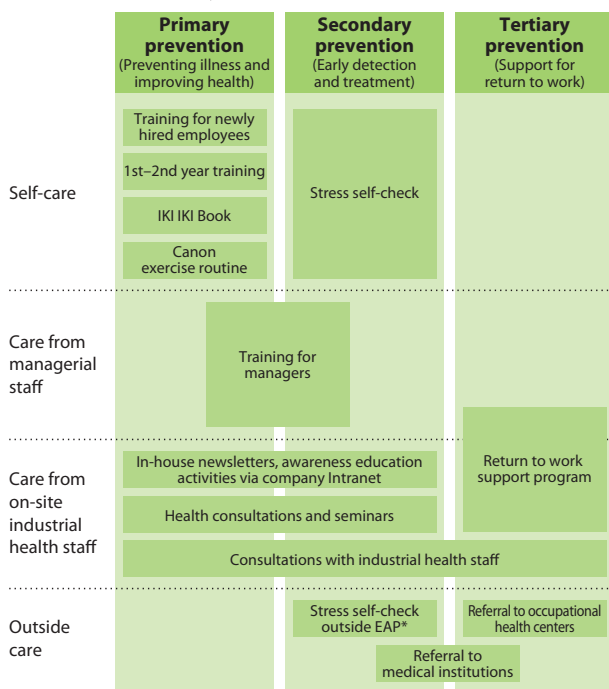 Primary
prevention
(Preventing illness and
improving health)
Secondary
prevention
(Early detection
and treatment)
Tertiary
prevention
(Support for
return to work)
Self-care
Training for newly
hired employees
1st–2nd year training
IKI IKI Book
Canon
exercise routine
Stress self-check
Care from
managerial
staff
Training for
managers
Care from
on-site
industrial
health staff
In-house newsletters, awareness education
activities via company Intranet
Health consultations and seminars
Return to work
support program
Consultations with industrial health staff
Outside
care
Stress self-check
outside EAP*
Referral to occupational
health centers
Referral to
medical institutions